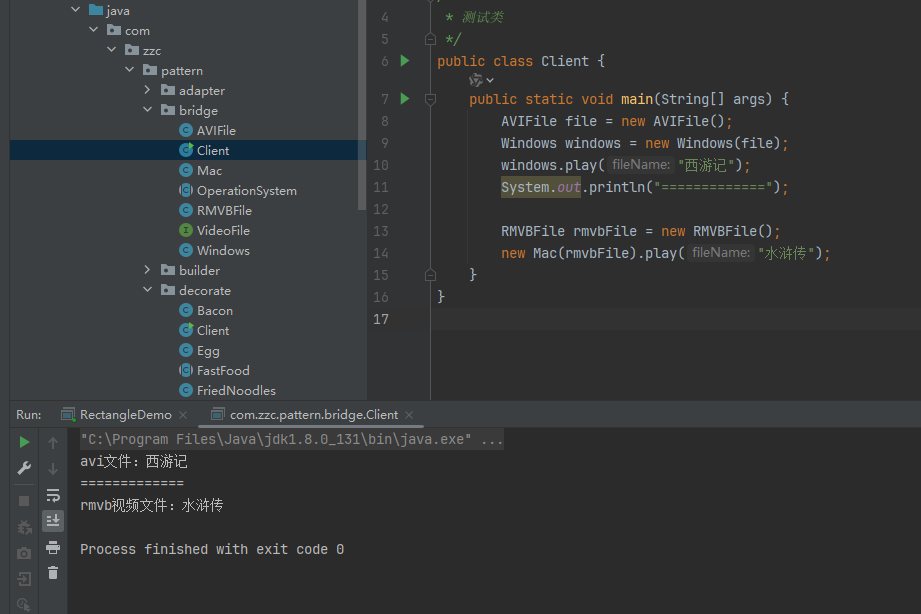 java
com
zzc
pattern
adapter
bridge
AVIFile
Client
Mac
OperationSystem
RMVBFile
VideoFile
Windows
builder
decorate
Bacon
Client
Egg
FastFood
FriedNoodles
4 * 测试类
5 */
6 public class Client {
7 public static void main(String[] args) {
8 AVIFile file = new AVIFile();
9 Windows windows = new Windows(file);
10 windows.play( fileName: "西游记");
11 System.out.println("=============");
12
13 RMVBFile rmvbFile = new RMVBFile();
14 new Mac(rmvbFile).play( fileName: "水浒传");
15 }
16 }
17
Run: RectangleDemo × com.zzc.pattern.bridge.Client ×
"C:\Program Files\Java\jdk1.8.0_131\bin\java.exe" ...
avi文件：西游记
=============
rmvb视频文件：水浒传
Process finished with exit code 0